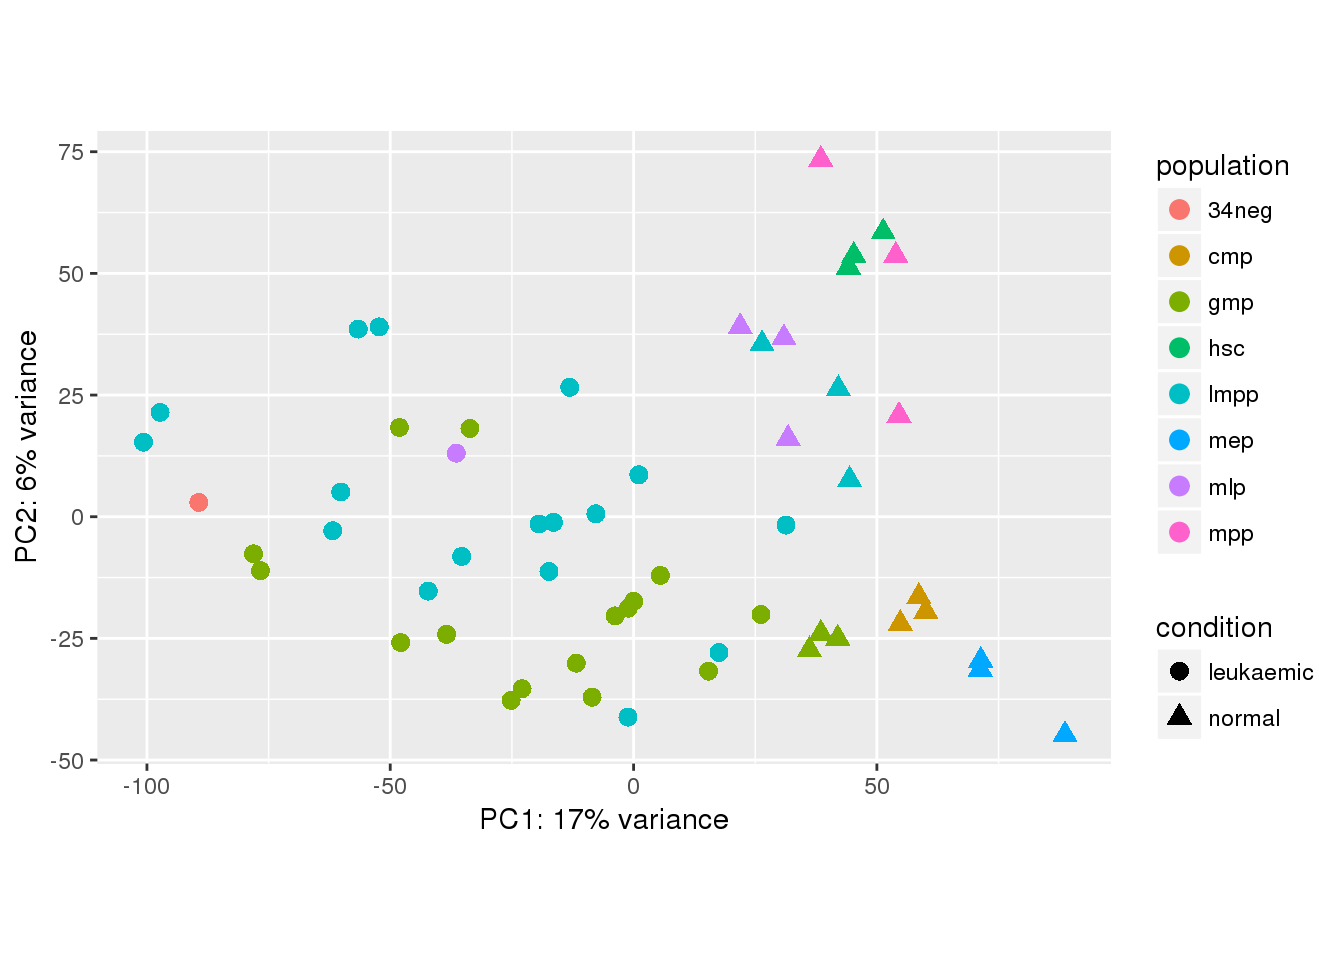 75
50
25
0
-25
-50
-100
-50
0
50
PC1: 17% variance
PC2: 6% variance
population
34neg
cmp
gmp
hsc
lmpp
mep
mlp
mpp
condition
leukaemic
normal